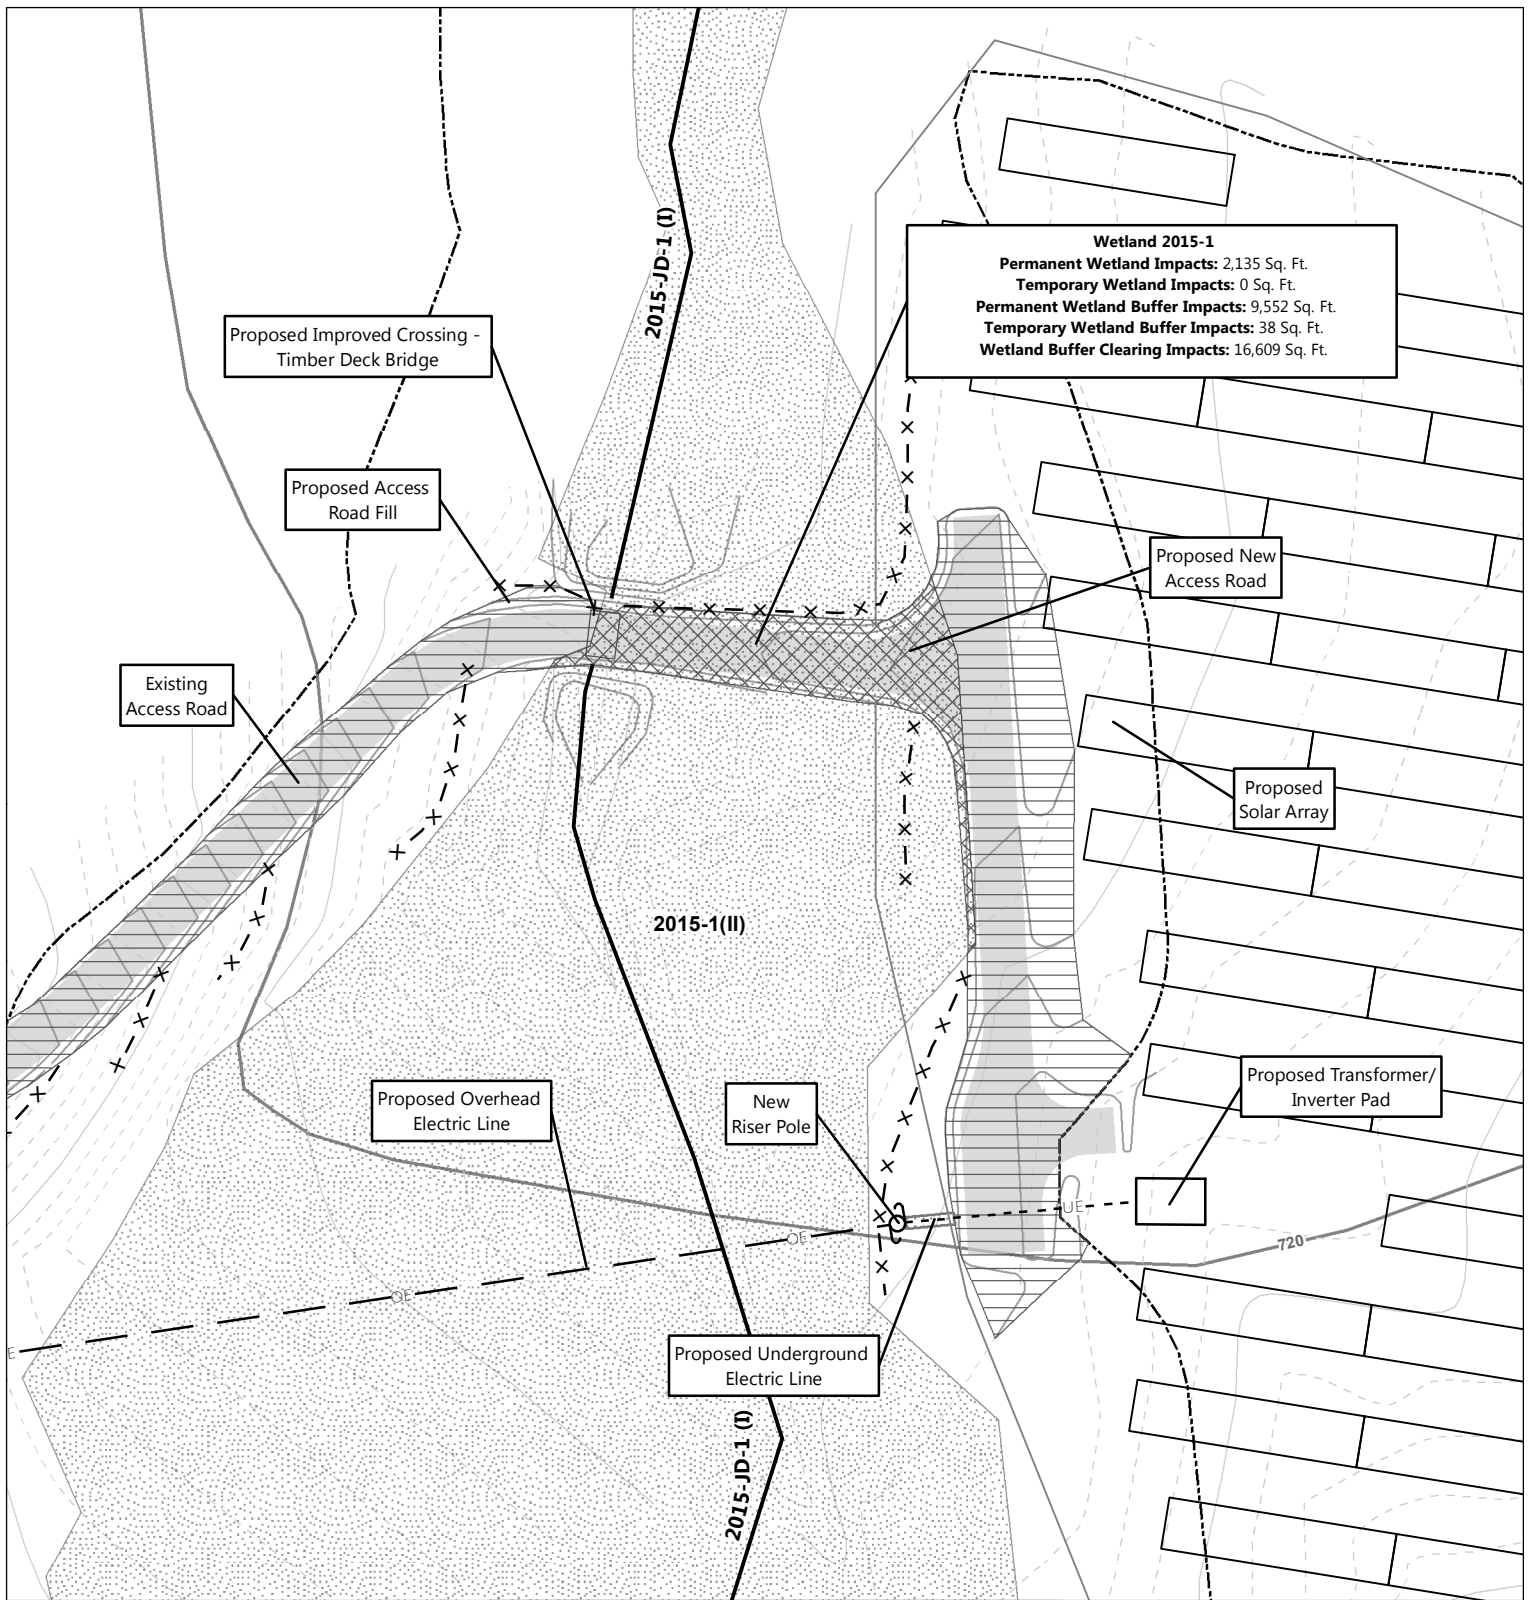 2015-JD-1 (I)
Wetland 2015-1
Permanent Wetland Impacts: 2,135 Sq. Ft.
Temporary Wetland Impacts: 0 Sq. Ft.
Permanent Wetland Buffer Impacts: 9,552 Sq. Ft.
Temporary Wetland Buffer Impacts: 38 Sq. Ft.
Wetland Buffer Clearing Impacts: 16,609 Sq. Ft.
Proposed Improved Crossing -
Timber Deck Bridge
Proposed Access
Road Fill
Proposed New
Access Road
Existing
Access Road
Proposed
Solar Array
2015-1(II)
Proposed Transformer/
Inverter Pad
Proposed Overhead
Electric Line
New
Riser Pole
UE
OE
720
OE
E
Proposed Underground
Electric Line
2015-JD-1 (I)